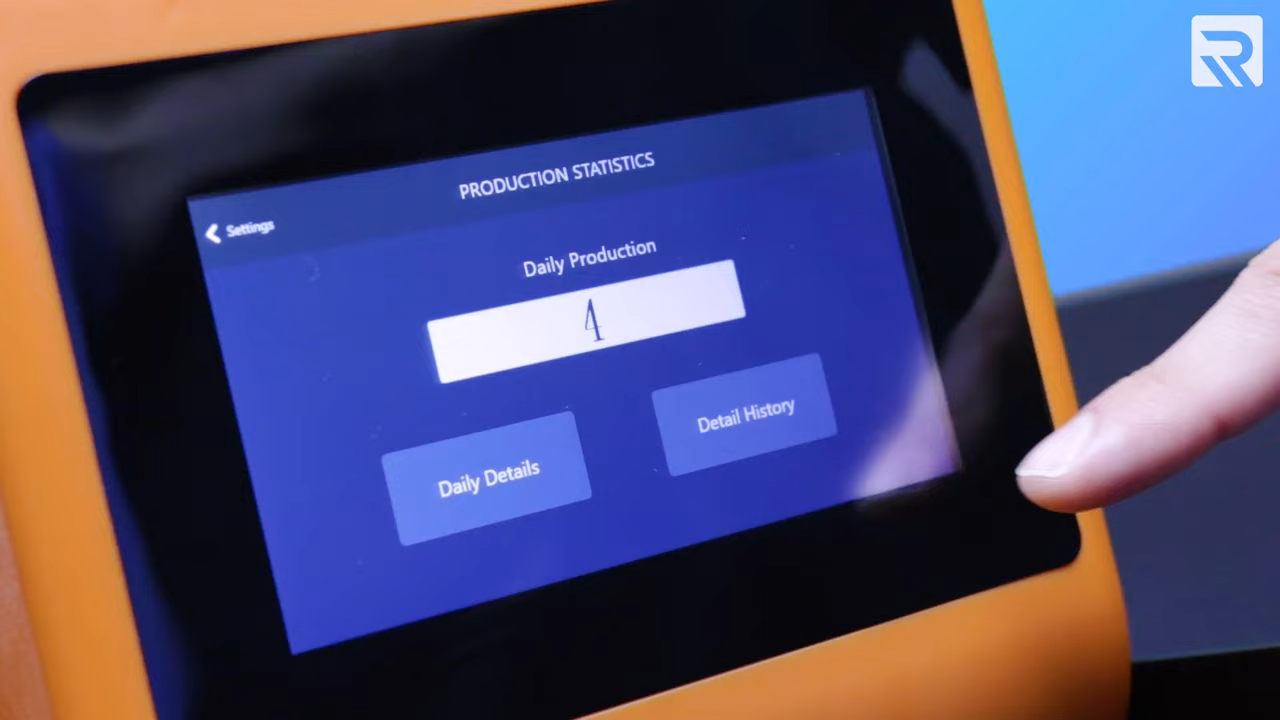 PRODUCTION STATISTICS
Settings
Daily Production
4
Daily Details
Detail History